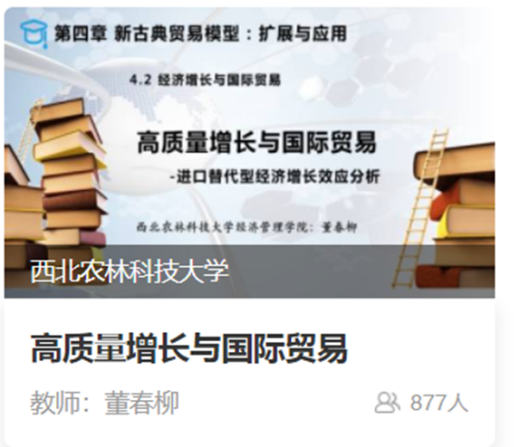 第四章 新古典贸易模型：扩展与应用
4.2 经济增长与国际贸易
高质量增长与国际贸易
-进口替代型经济增长效应分析
西北农林科技大学经济管理学院：董春柳
西北农林科技大学
高质量增长与国际贸易
教师：董春柳
877人